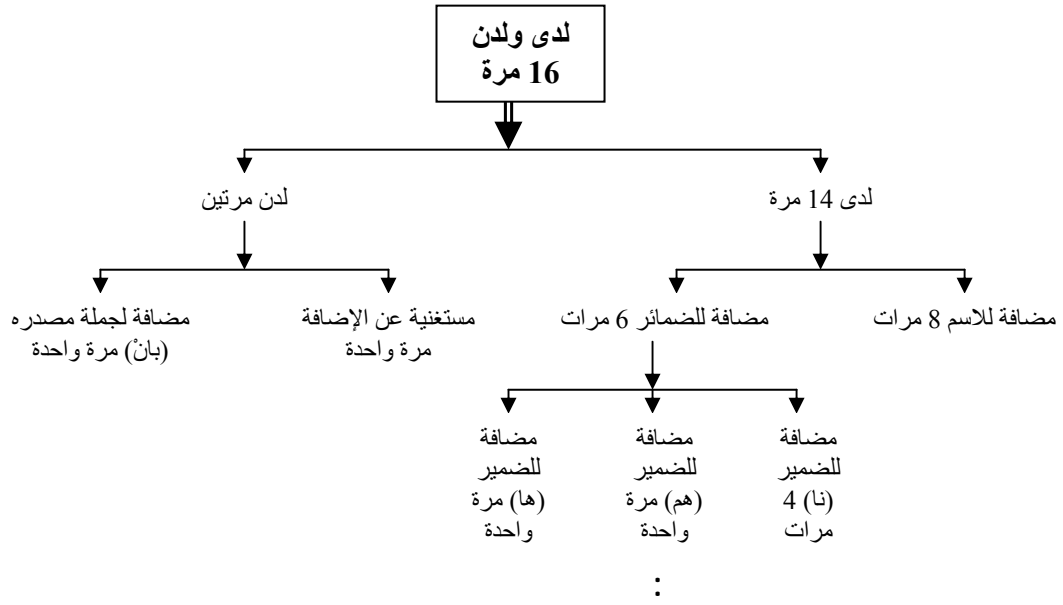 لدى ولدن
16 مرة
لدى 14 مرة
لدن مرتين
مضافة للاسم 8 مرات
مضافة للضمائر 6 مرات
مستغنية عن الإضافة
مرة واحدة
مضافة لجملة مصدره
(بانْ) مرة واحدة
مضافة
للضمير
(نا) 4
مرات
مضافة
للضمير
(هم) مرة
واحدة
مضافة
للضمير
(ها) مرة
واحدة
: